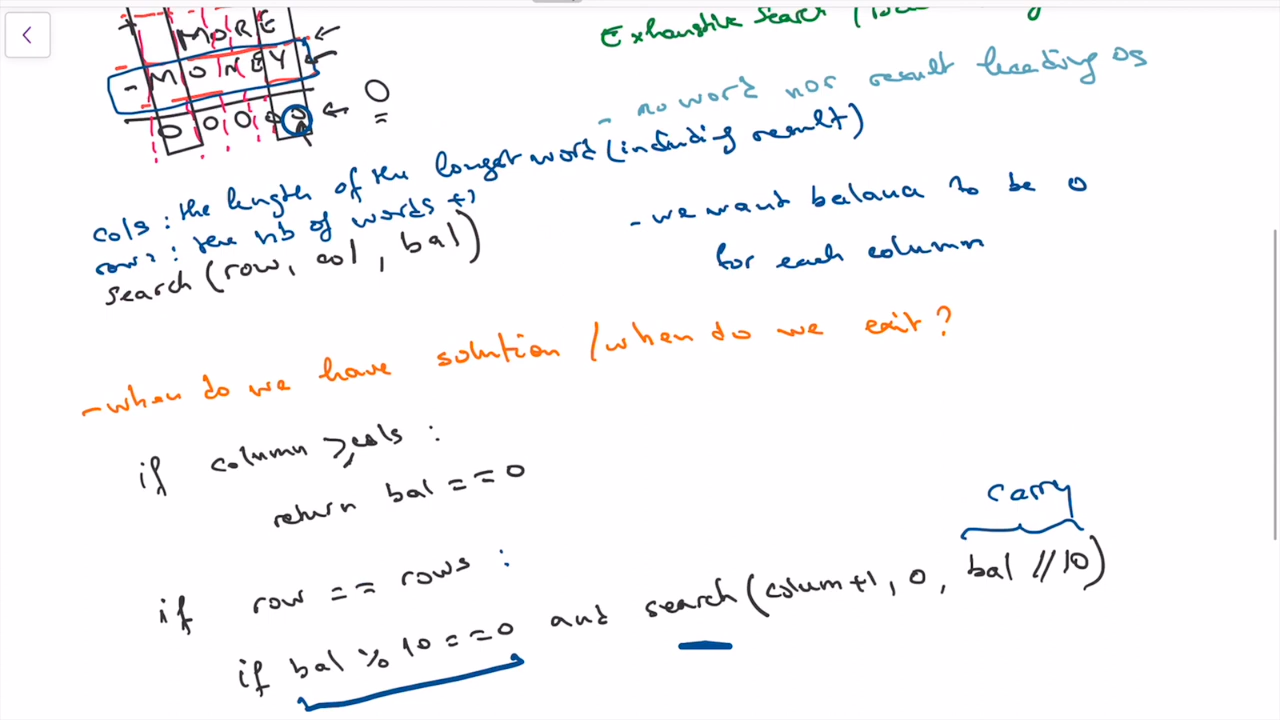 + MORE
- MONEY
0 0 0 0 0
0
=
Exhaustive Search /
- no word nor result leading 0s
cols : the length of the longest word (including result)
rows : the nb of words +1
search (row, col, bal)
- we want balance to be 0
for each column
- when do we have solution / when do we exit?
if column ≥ cols :
return bal == 0
carry
if row == rows :
if bal % 10 == 0 and search (colum+1, 0, bal // 10)